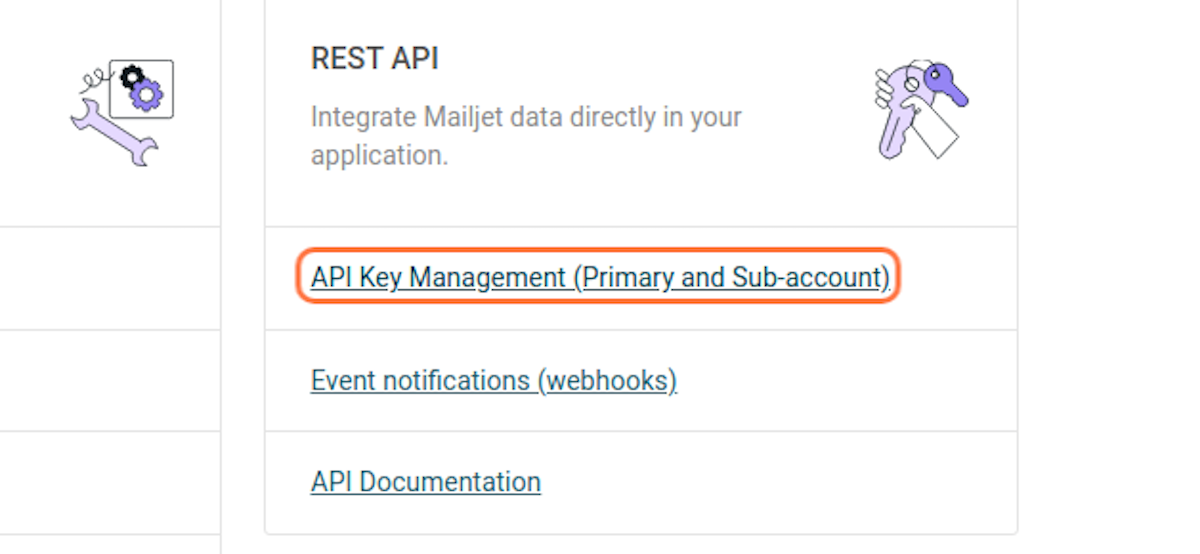 REST API
Integrate Mailjet data directly in your
application.
API Key Management (Primary and Sub-account)
Event notifications (webhooks)
API Documentation